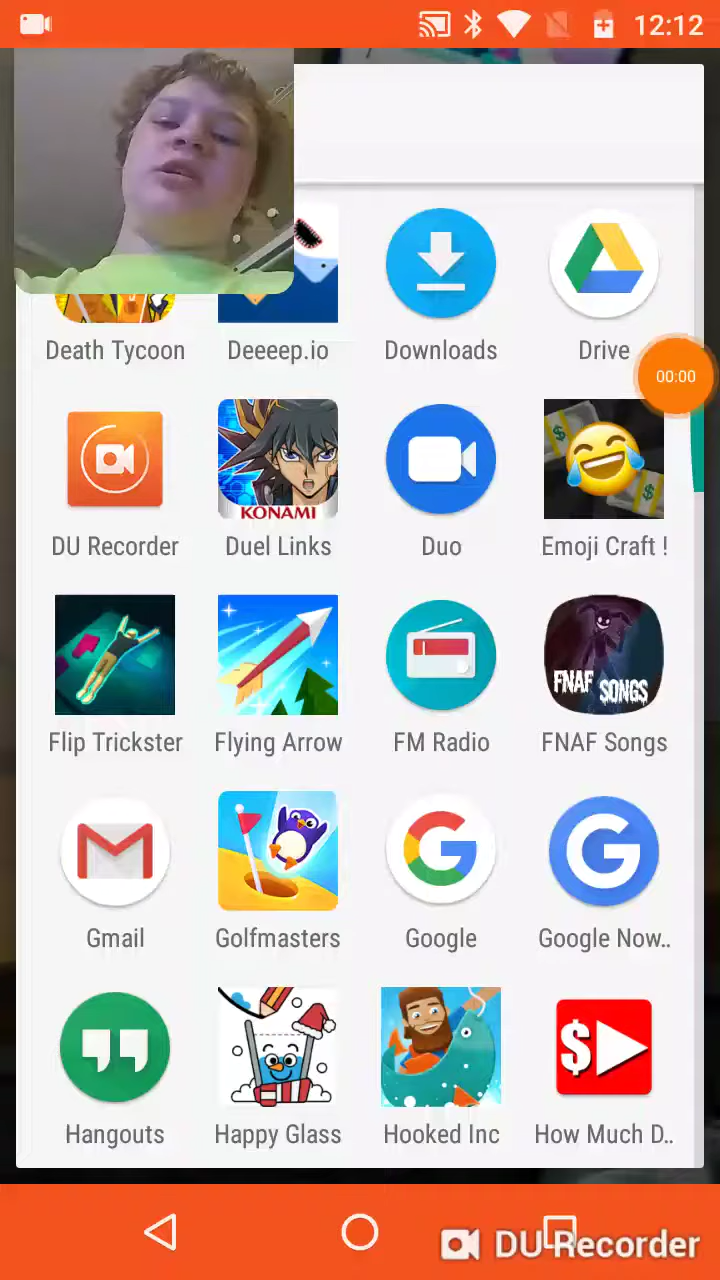 12:12
Death Tycoon
Deeeep.io
Downloads
Drive
00:00
KONAMI
DU Recorder
Duel Links
Duo
Emoji Craft !
FNAF SONGS
Flip Trickster
Flying Arrow
FM Radio
FNAF Songs
G
G
Gmail
Golfmasters
Google
Google Now..
$
Hangouts
Happy Glass
Hooked Inc
How Much D..
DU Recorder